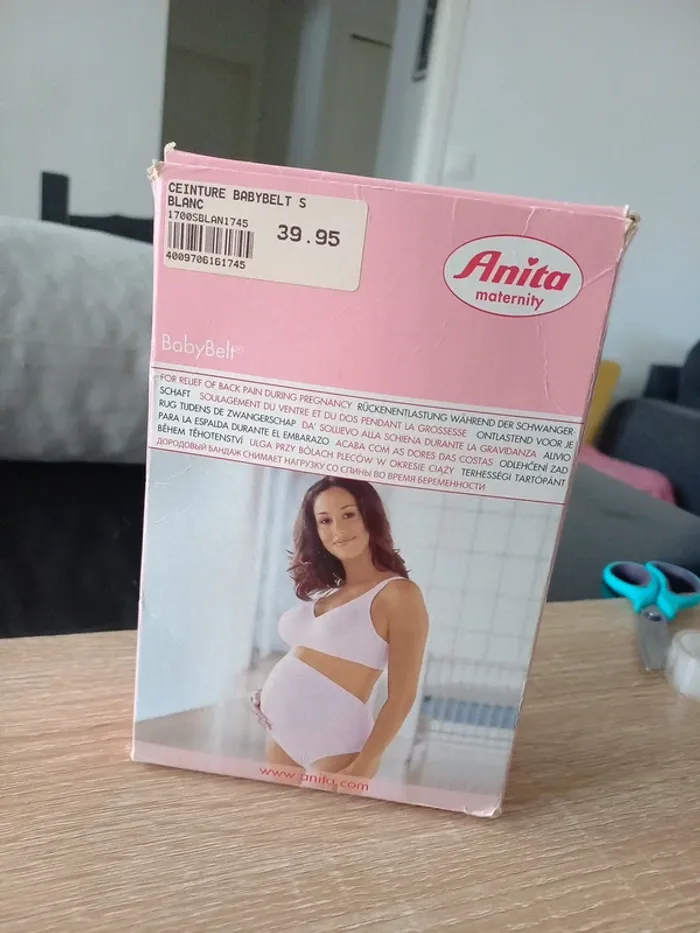 CEINTURE BABYBELT S
BLANC
1700SBLAN1745
39.95
4009706161745
Anita
maternity
BabyBelt®
FOR RELIEF OF BACK PAIN DURING PREGNANCY RÜCKENENTLASTUNG WÄHREND DER SCHWANGER
SCHAFT SOULAGEMENT DU VENTRE ET DU DOS PENDANT LA GROSSESSE ONTLASTEND VOOR JE
RUG TIJDENS DE ZWANGERSCHAP DA' SOLLIEVO ALLA SCHIENA DURANTE LA GRAVIDANZA ALIVIO
PARA LA ESPALDA DURANTE EL EMBARAZO ACABA COM AS DORES DAS COSTAS ODLEHČENÍ ZAD
BĚHEM TĚHOTENSTVÍ ULGA PRZY BÓLACH PLECÓW W OKRESIE CIĄŻY TERHESSÉGI TARTÓPÁNT
ДОРОДОВЫЙ БАНДАЖ СНИМАЕТ НАГРУЗКУ СО СПИНЫ ВО ВРЕМЯ БЕРЕМЕННОСТИ
www.anita.com